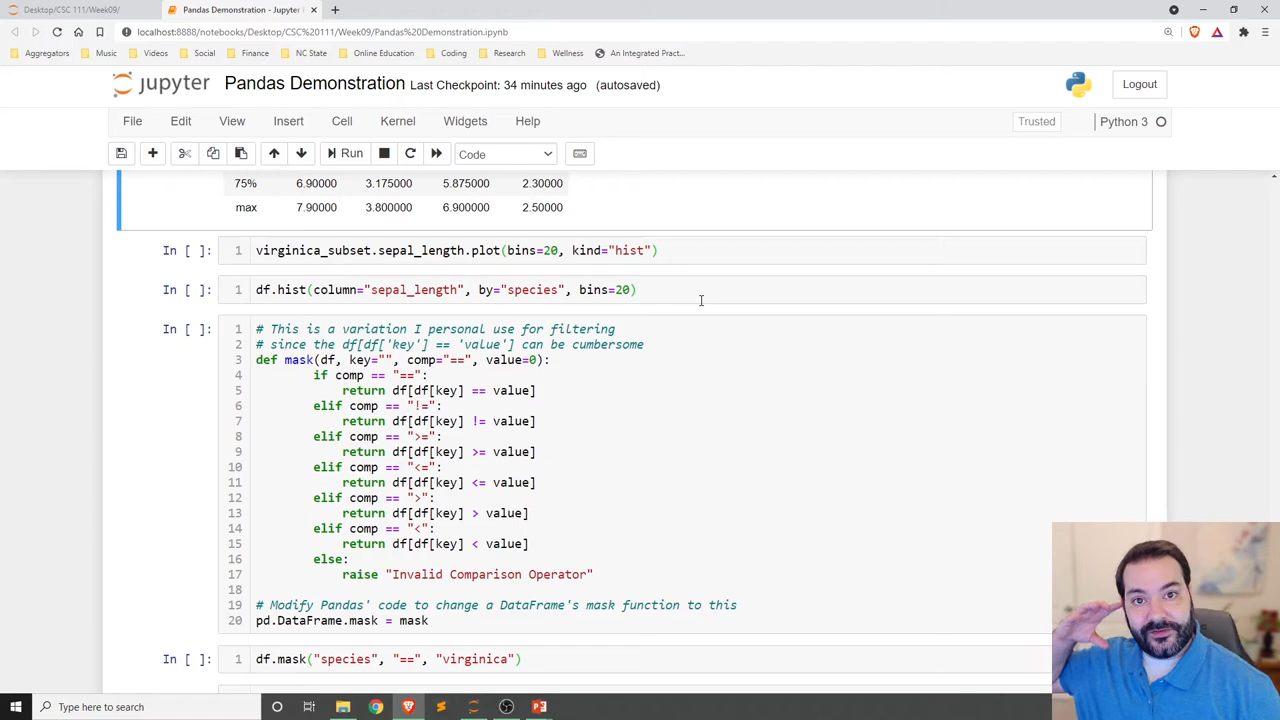 Desktop/CSC 111/Week09/
Pandas Demonstration - Jupyter
localhost:8888/notebooks/Desktop/CSC%20111/Week09/Pandas%20Demonstration.ipynb
Aggregators Music Videos Social Finance NC State Online Education Coding Research Wellness An Integrated Pract...
jupyter Pandas Demonstration Last Checkpoint: 34 minutes ago (autosaved) Logout
File Edit View Insert Cell Kernel Widgets Help Trusted Python 3
Run Code
75% 6.90000 3.175000 5.875000 2.30000
max 7.90000 3.800000 6.900000 2.50000
In [ ]: 1 virginica_subset.sepal_length.plot(bins=20, kind="hist")
In [ ]: 1 df.hist(column="sepal_length", by="species", bins=20)
In [ ]: 1 # This is a variation I personal use for filtering
2 # since the df[df['key'] == 'value'] can be cumbersome
3 def mask(df, key="", comp="==", value=0):
4 if comp == "==":
5 return df[df[key] == value]
6 elif comp == "!=":
7 return df[df[key] != value]
8 elif comp == ">=":
9 return df[df[key] >= value]
10 elif comp == "<=":
11 return df[df[key] <= value]
12 elif comp == ">":
13 return df[df[key] > value]
14 elif comp == "<":
15 return df[df[key] < value]
16 else:
17 raise "Invalid Comparison Operator"
18
19 # Modify Pandas' code to change a DataFrame's mask function to this
20 pd.DataFrame.mask = mask
In [ ]: 1 df.mask("species", "==", "virginica")
Type here to search